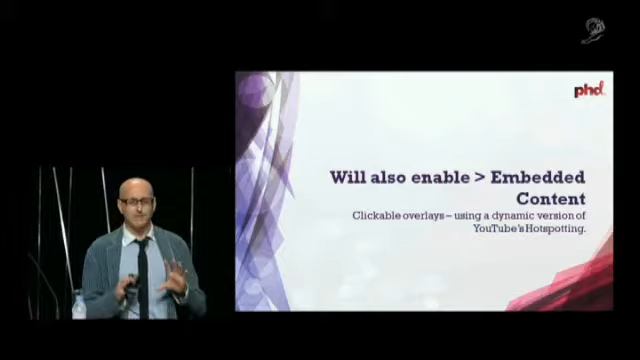 phd
Will also enable > Embedded
Content
Clickable overlays – using a dynamic version of
YouTube's Hotspotting.